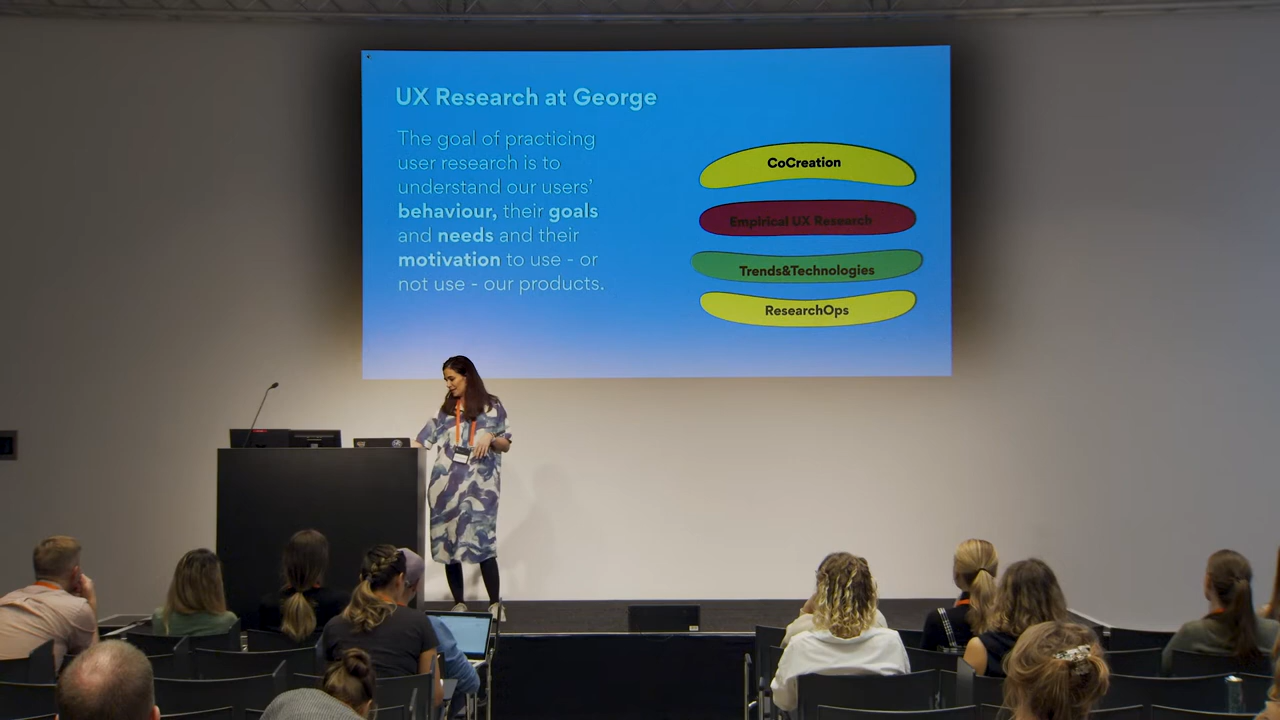 UX Research at George
The goal of practicing
user research is to
understand our users'
behaviour, their goals
and needs and their
motivation to use - or
not use - our products.
CoCreation
Empirical UX Research
Trends&Technologies
ResearchOps